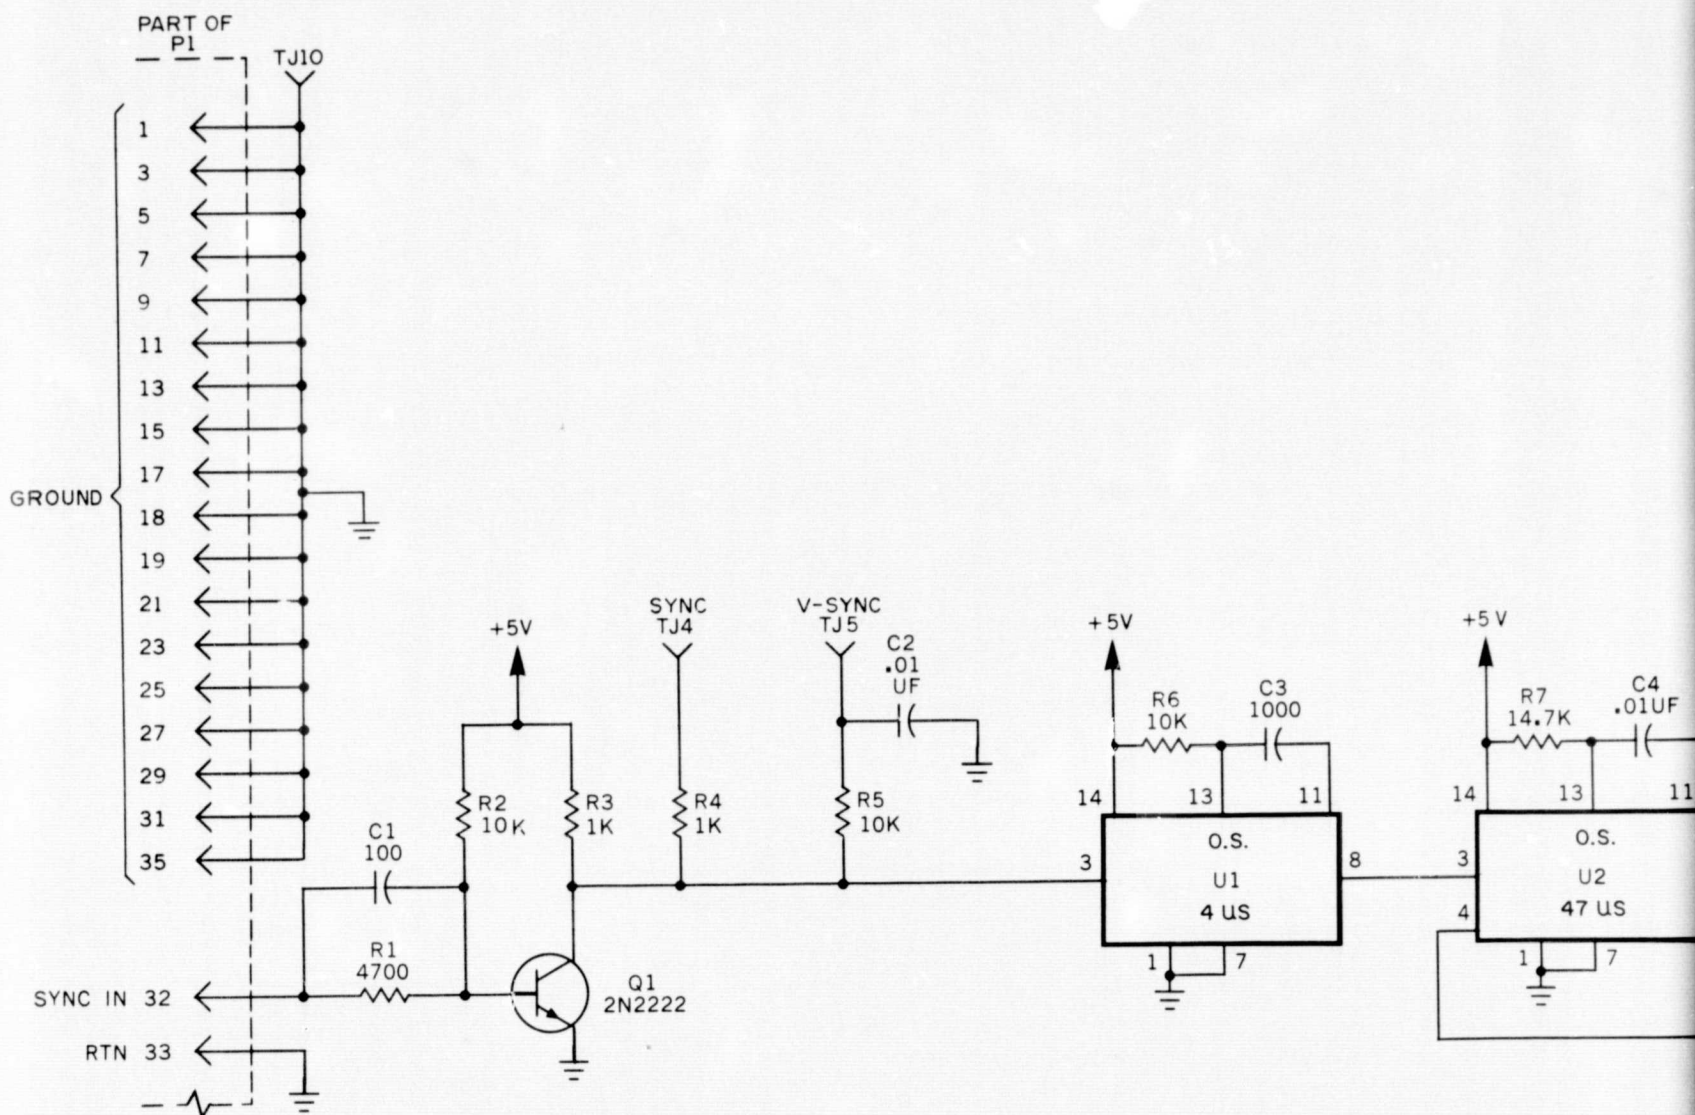 PART OF
P1
TJ10
1
3
5
7
9
11
13
15
17
GROUND
18
19
21
23
25
27
29
31
35
SYNC IN 32
RTN 33
C1
100
R1
4700
+5V
R2
10K
R3
1K
Q1
2N2222
SYNC
TJ4
R4
1K
V-SYNC
TJ5
C2
.01
UF
R5
10K
+5V
R6
10K
C3
1000
14
13
11
3
O.S.
U1
4 US
8
1
7
+5V
R7
14.7K
C4
.01UF
14
13
11
3
4
O.S.
U2
47 US
1
7